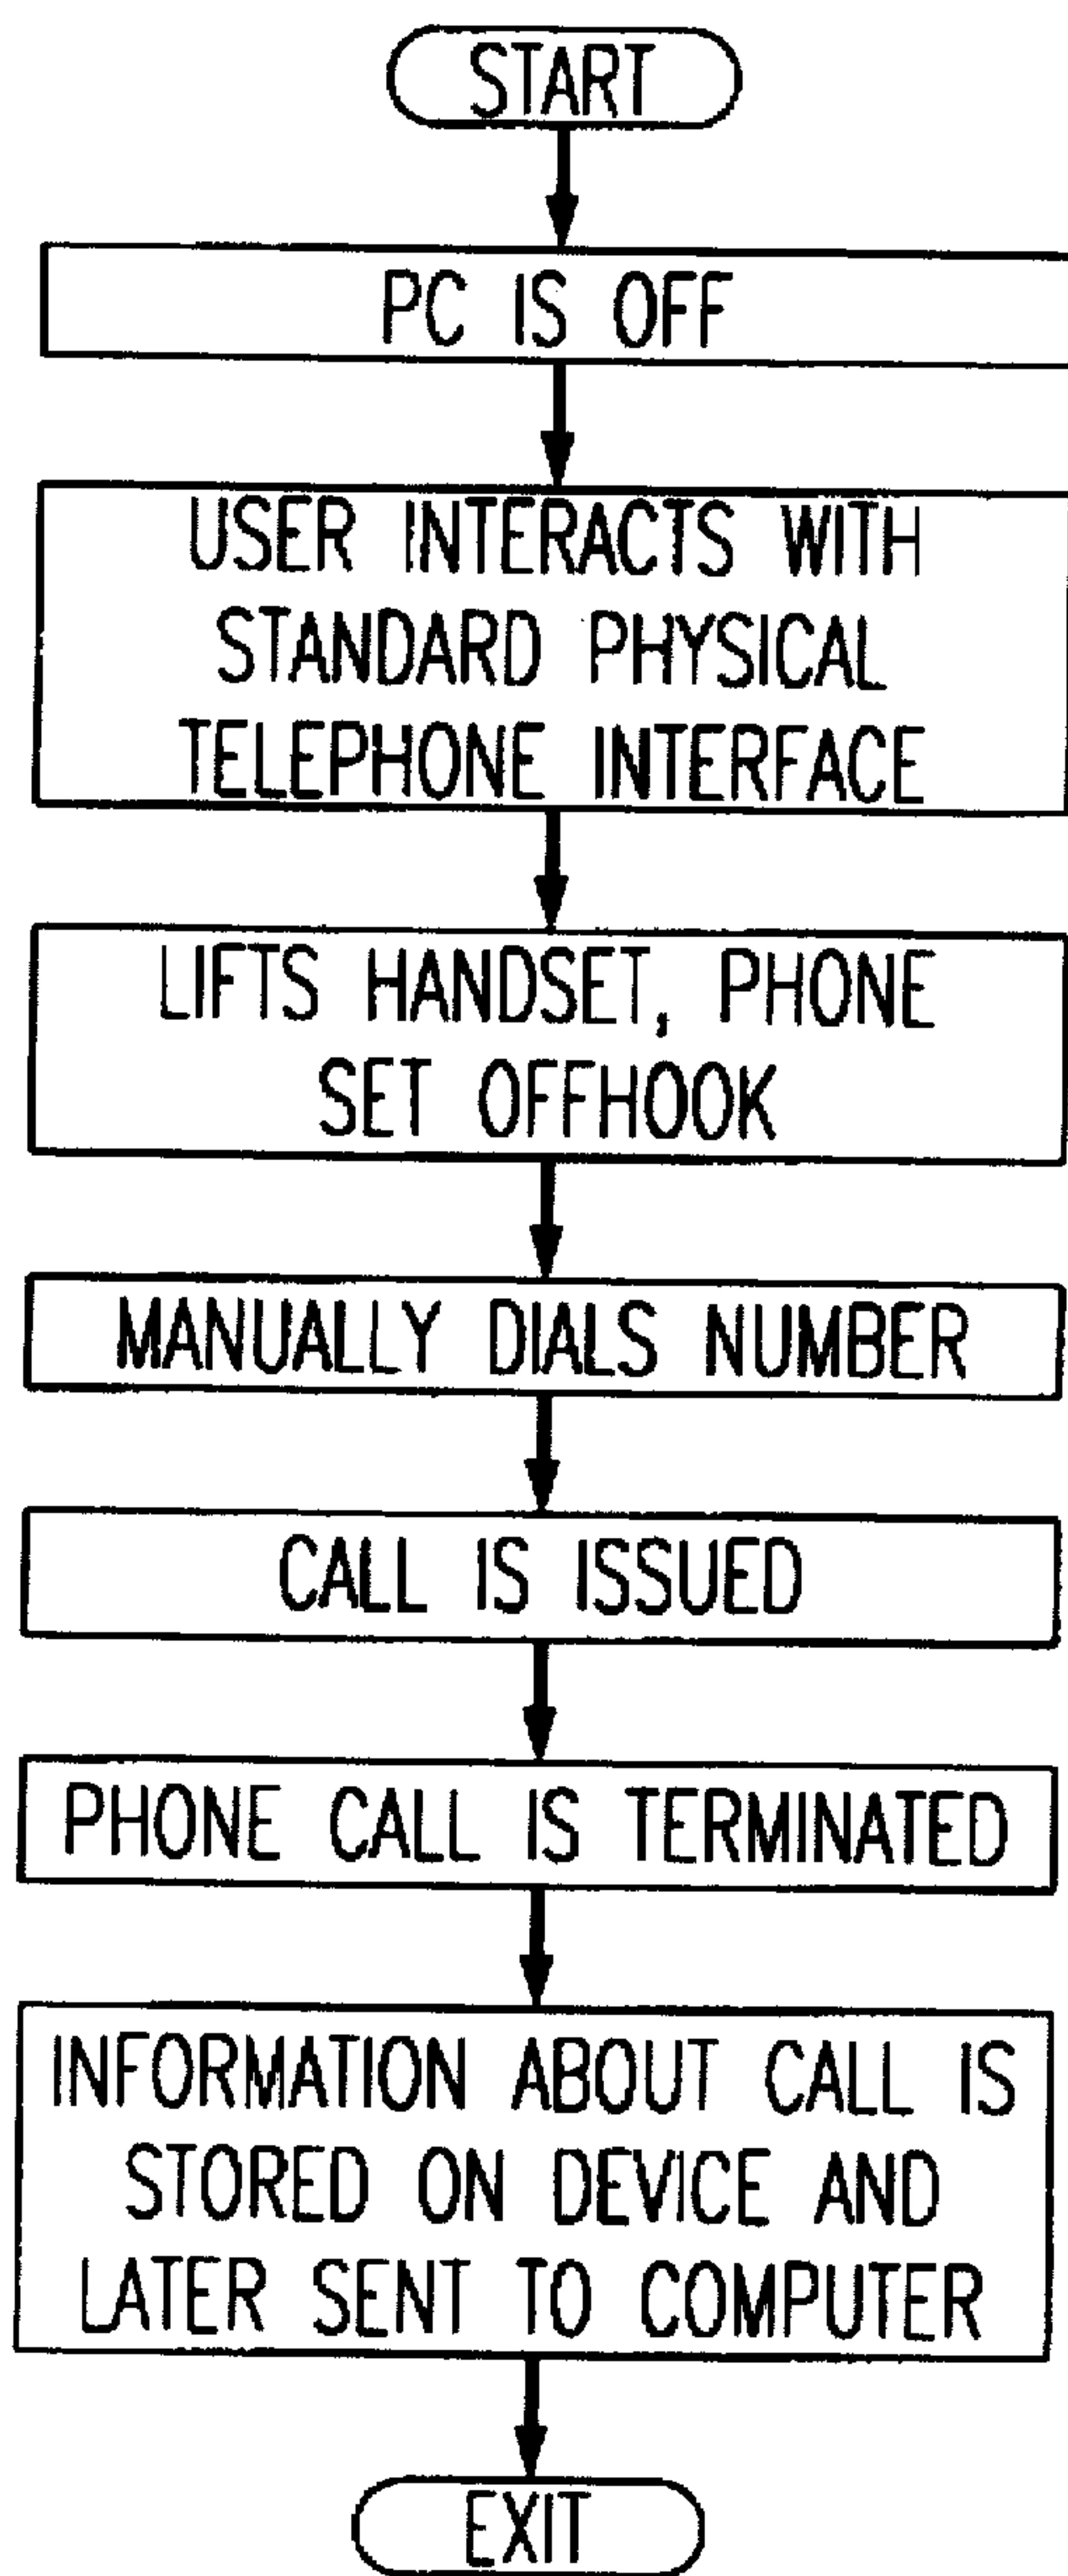 START
PC IS OFF
USER INTERACTS WITH
STANDARD PHYSICAL
TELEPHONE INTERFACE
LIFTS HANDSET, PHONE
SET OFFHOOK
MANUALLY DIALS NUMBER
CALL IS ISSUED
PHONE CALL IS TERMINATED
INFORMATION ABOUT CALL IS
STORED ON DEVICE AND
LATER SENT TO COMPUTER
EXIT